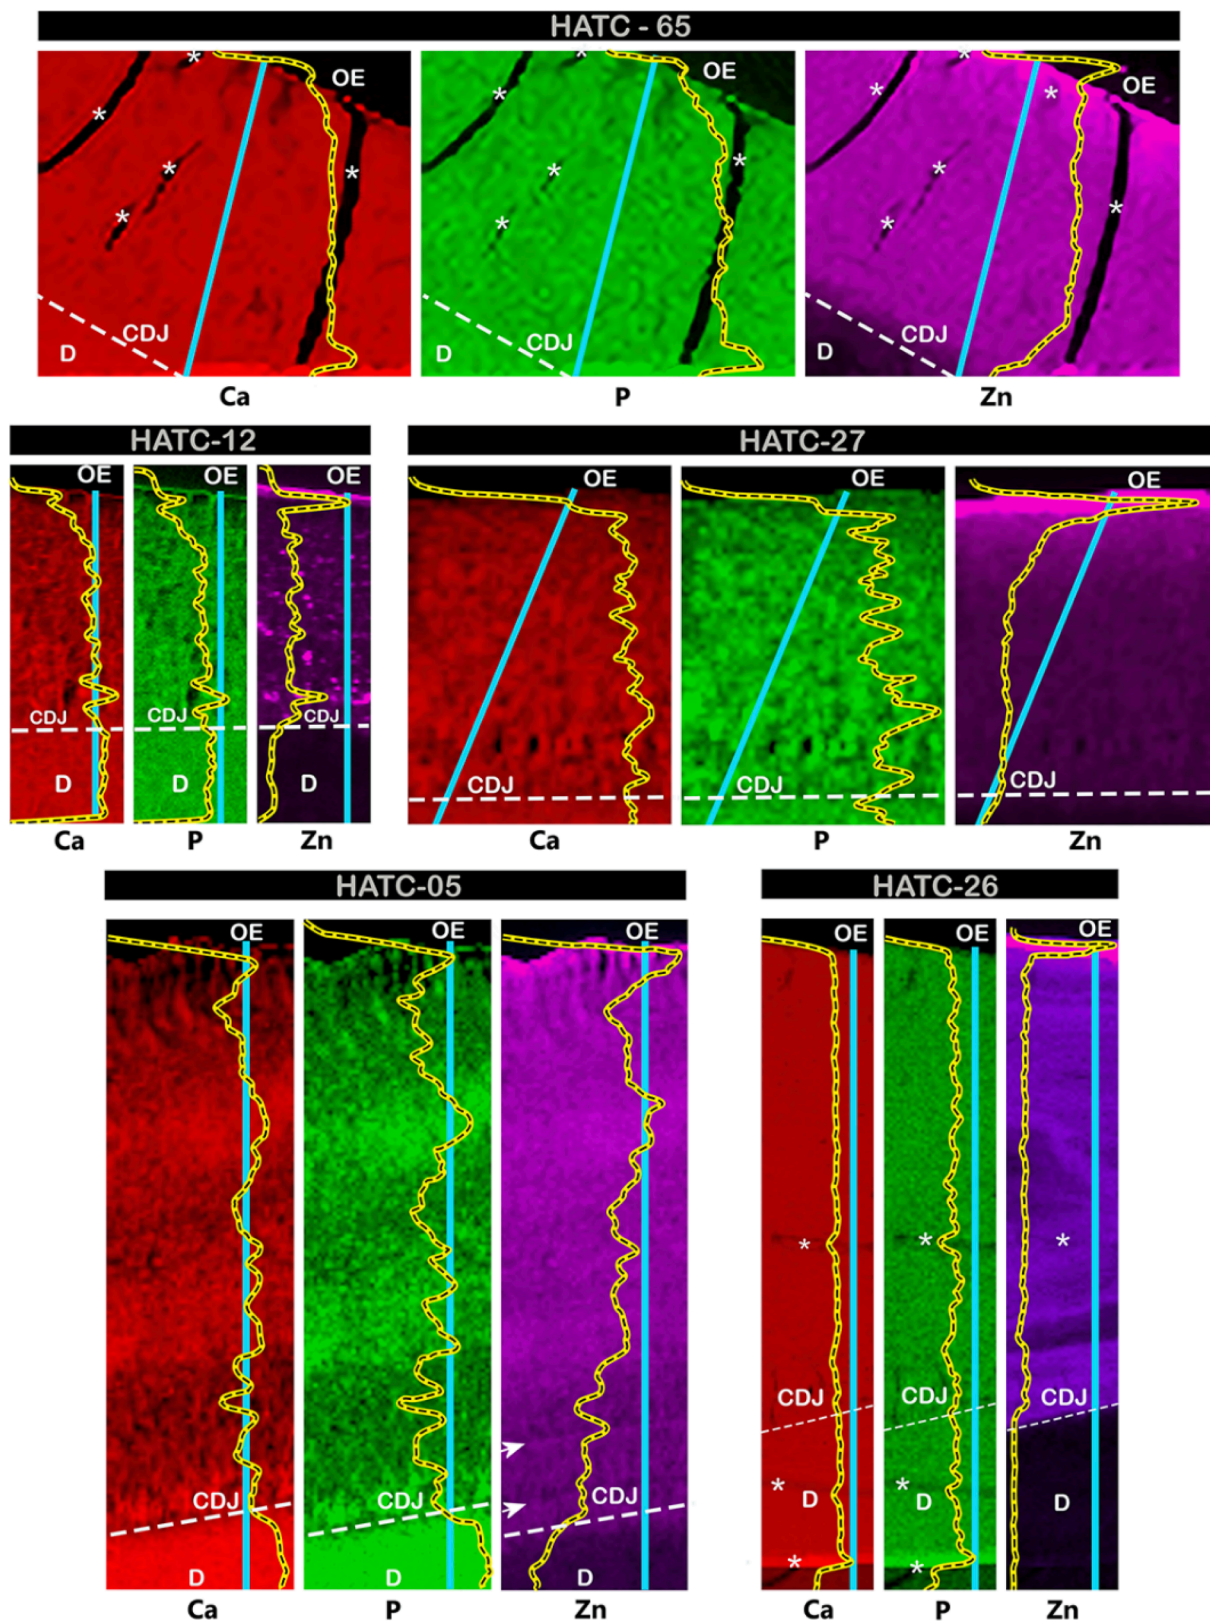 HATC - 65
OE OE OE
* * * * *
* * * * *
* * * * * *
CDJ CDJ CDJ
D D
Ca P Zn
HATC-12 HATC-27
OE OE OE OE OE OE
CDJ CDJ CDJ CDJ CDJ CDJ
D D D
Ca P Zn Ca P Zn
HATC-05 HATC-26
OE OE OE OE OE OE
* * *
CDJ CDJ CDJ CDJ CDJ CDJ
* *
D D D D D D
* *
Ca P Zn Ca P Zn